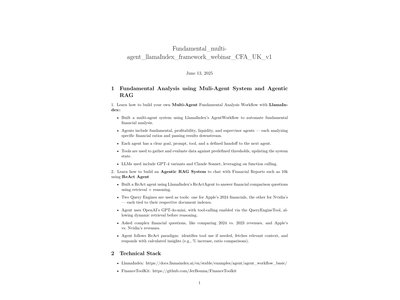 Fundamental_multi-
agent_llamaIndex_framework_webinar_CFA_UK_v1
June 13, 2025
1 Fundamental Analysis using Muli-Agent System and Agentic
RAG
1. Learn how to build your own Multi-Agent Fundamental Analysis Workflow with LlamaIn-
dex:
• Built a multi-agent system using LlamaIndex's AgentWorkflow to automate fundamental
financial analysis.
• Agents include fundamental, profitability, liquidity, and supervisor agents — each analyzing
specific financial ratios and passing results downstream.
• Each agent has a clear goal, prompt, tool, and a defined handoff to the next agent.
• Tools are used to gather and evaluate data against predefined thresholds, updating the system
state.
• LLMs used include GPT-4 variants and Claude Sonnet, leveraging on function calling.
2. Learn how to build an Agentic RAG System to chat with Financial Reports such as 10k
using ReAct Agent
• Built a ReAct agent using LlamaIndex's ReActAgent to answer financial comparison questions
using retrieval + reasoning.
• Two Query Engines are used as tools: one for Apple's 2024 financials, the other for Nvidia's
— each tied to their respective document indexes.
• Agent uses OpenAI's GPT-4o-mini, with tool-calling enabled via the QueryEngineTool, al-
lowing dynamic retrieval before reasoning.
• Asked complex financial questions, like comparing 2024 vs. 2023 revenues, and Apple's
vs. Nvidia's revenues.
• Agent follows ReAct paradigm: identifies tool use if needed, fetches relevant context, and
responds with calculated insights (e.g., % increase, ratio comparisons).
2 Technical Stack
• LlamaIndex: https://docs.llamaindex.ai/en/stable/examples/agent/agent_workflow_basic/
• FinanceToolKit: https://github.com/JerBouma/FinanceToolkit
1